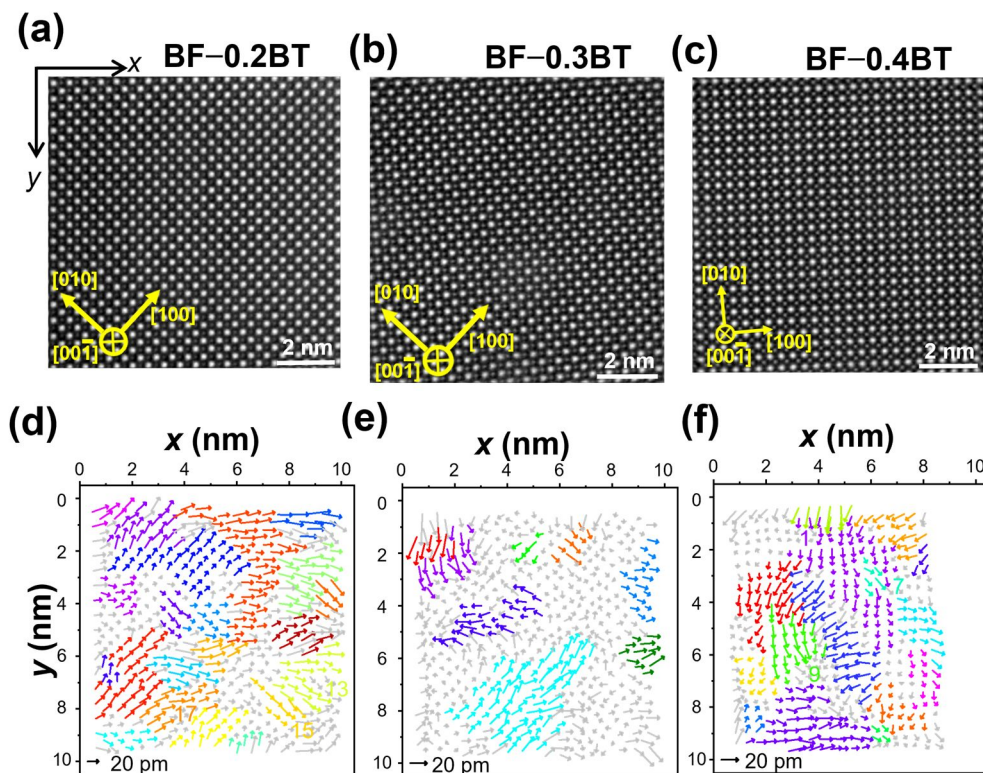 (a)
BF–0.2BT
(b)
BF–0.3BT
(c)
BF–0.4BT
x
y
[010]
[100]
[001̄]
2 nm
[010]
[100]
[001̄]
2 nm
[010]
[100]
[001̄]
2 nm
(d)
x (nm)
(e)
x (nm)
(f)
x (nm)
0 2 4 6 8 10
0 2 4 6 8 10
0 2 4 6 8 10
y (nm)
0
2
4
6
8
10
13
15
17
20 pm
0
2
4
6
8
10
20 pm
0
2
4
6
8
10
1
7
9
20 pm